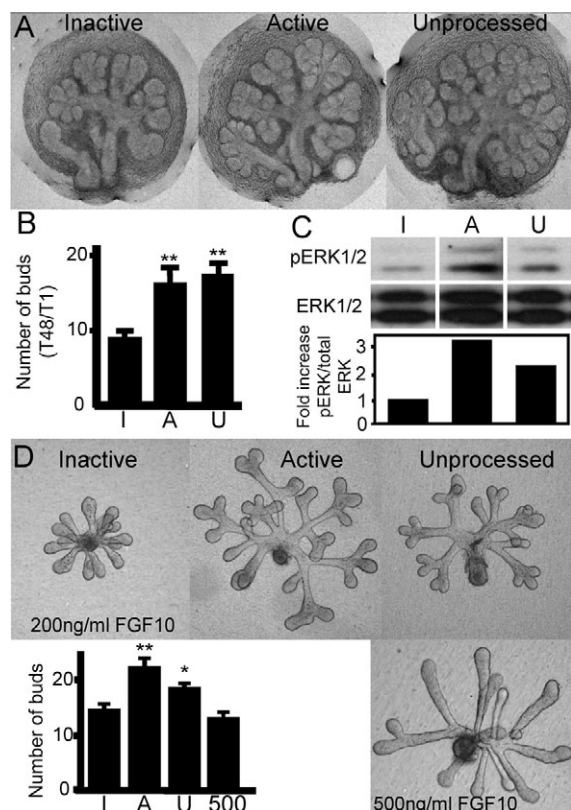 A
Inactive Active Unprocessed
B
Number of buds
(T48/T1)
20
10
0
** **
I A U
C
I A U
pERK1/2
ERK1/2
Fold increase
pERK/total
ERK
3
2
1
0
I A U
D
Inactive Active Unprocessed
200ng/ml FGF10
Number of buds
20
10
0
** *
I A U 500
500ng/ml FGF10